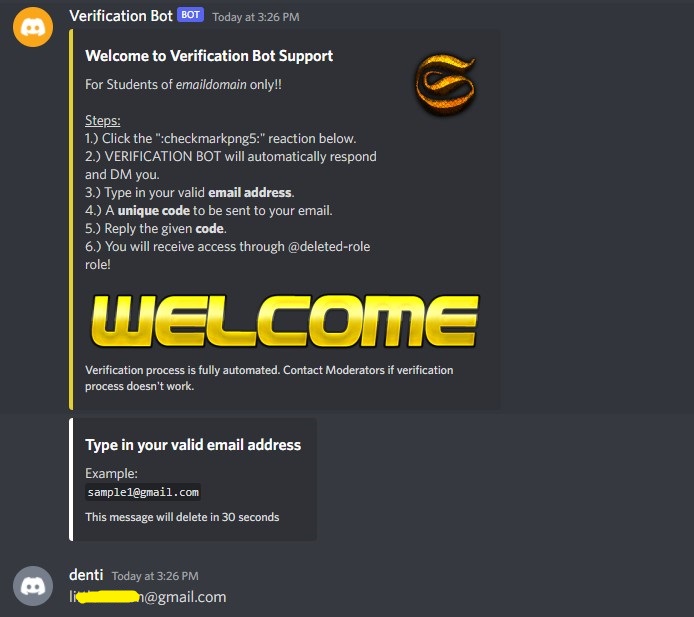 Verification Bot BOT Today at 3:26 PM
Welcome to Verification Bot Support
For Students of emaildomain only!!
Steps:
1.) Click the ":checkmarkpng5:" reaction below.
2.) VERIFICATION BOT will automatically respond
and DM you.
3.) Type in your valid email address.
4.) A unique code to be sent to your email.
5.) Reply the given code.
6.) You will receive access through @deleted-role
role!
WELCOME
Verification process is fully automated. Contact Moderators if verification
process doesn't work.
Type in your valid email address
Example:
sample1@gmail.com
This message will delete in 30 seconds
denti Today at 3:26 PM
@gmail.com